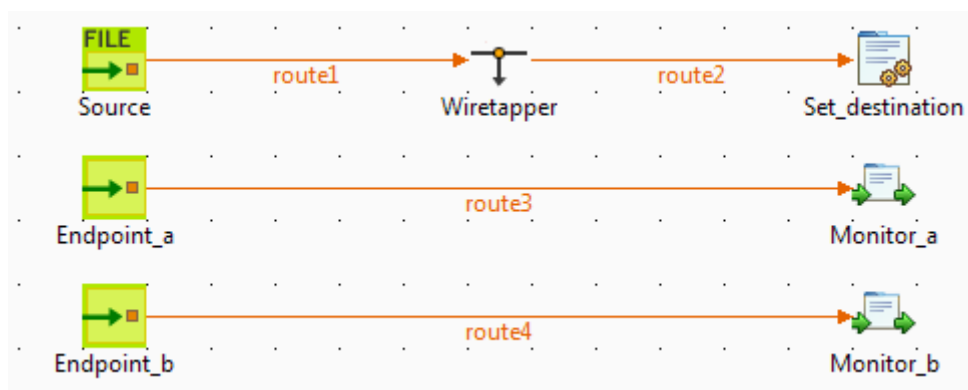 FILE
route1
route2
Source
Wiretapper
Set_destination
route3
Endpoint_a
Monitor_a
route4
Endpoint_b
Monitor_b